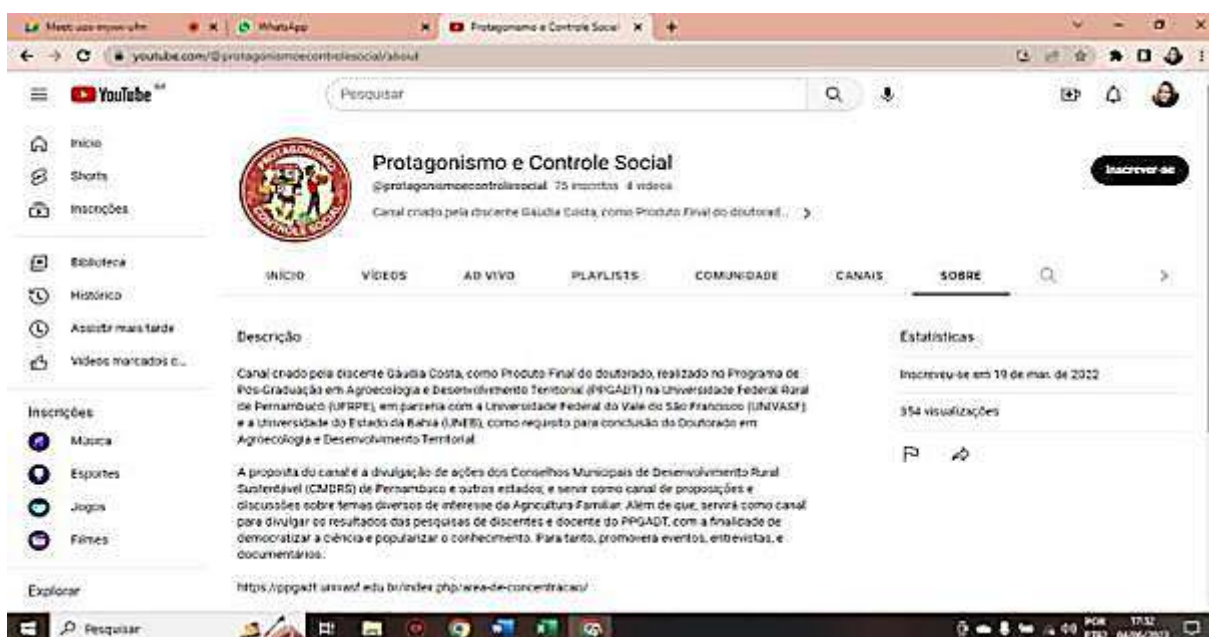 WhatsApp
Protagonismo e Controle Social
youtube.com/@protagonismoecontrolesocial/about
YouTube
Pesquisar
Início
Shorts
Inscrições
Biblioteca
Histórico
Assistir mais tarde
Vídeos marcados c...
Inscrições
Música
Esportes
Jogos
Filmes
Explorar
PROTAGONISMO
CONTROLE SOCIAL
Protagonismo e Controle Social
@protagonismoecontrolesocial 75 inscritos 4 vídeos
Canal criado pela discente Gáudia Costa, como Produto Final do doutorad...
Inscrever-se
INÍCIO VÍDEOS AO VIVO PLAYLISTS COMUNIDADE CANAIS SOBRE
Descrição
Canal criado pela discente Gáudia Costa, como Produto Final do doutorado, realizado no Programa de
Pós-Graduação em Agroecologia e Desenvolvimento Territorial (PPGADT) na Universidade Federal Rural
de Pernambuco (UFRPE), em parceria com a Universidade Federal do Vale do São Francisco (UNIVASF)
e a Universidade do Estado da Bahia (UNEB), como requisito para conclusão do Doutorado em
Agroecologia e Desenvolvimento Territorial.
A proposta do canal é a divulgação de ações dos Conselhos Municipais de Desenvolvimento Rural
Sustentável (CMDRS) de Pernambuco e outros estados; e servir como canal de proposições e
discussões sobre temas diversos de interesse da Agricultura Familiar. Além de que, servirá como canal
para divulgar os resultados das pesquisas de discentes e docente do PPGADT, com a finalidade de
democratizar a ciência e popularizar o conhecimento. Para tanto, promoverá eventos, entrevistas, e
documentários.
https://ppgadt.univasf.edu.br/index.php/area-de-concentracao/
Estatísticas
Inscreveu-se em 19 de mar. de 2022
354 visualizações
Pesquisar
POR
17:32